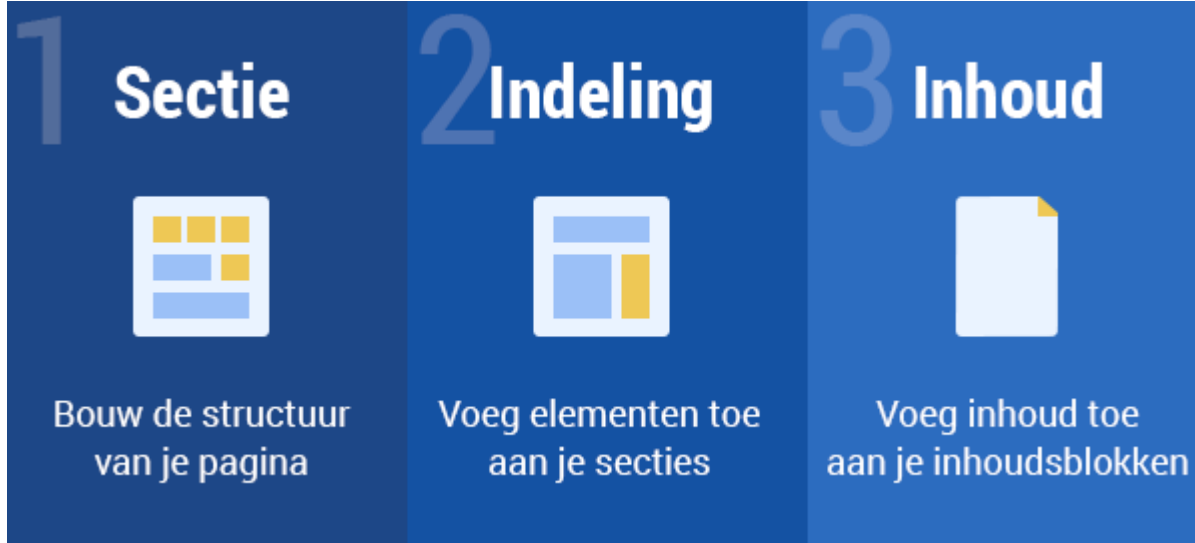 1 Sectie
Bouw de structuur
van je pagina
2 Indeling
Voeg elementen toe
aan je secties
3 Inhoud
Voeg inhoud toe
aan je inhoudsblokken